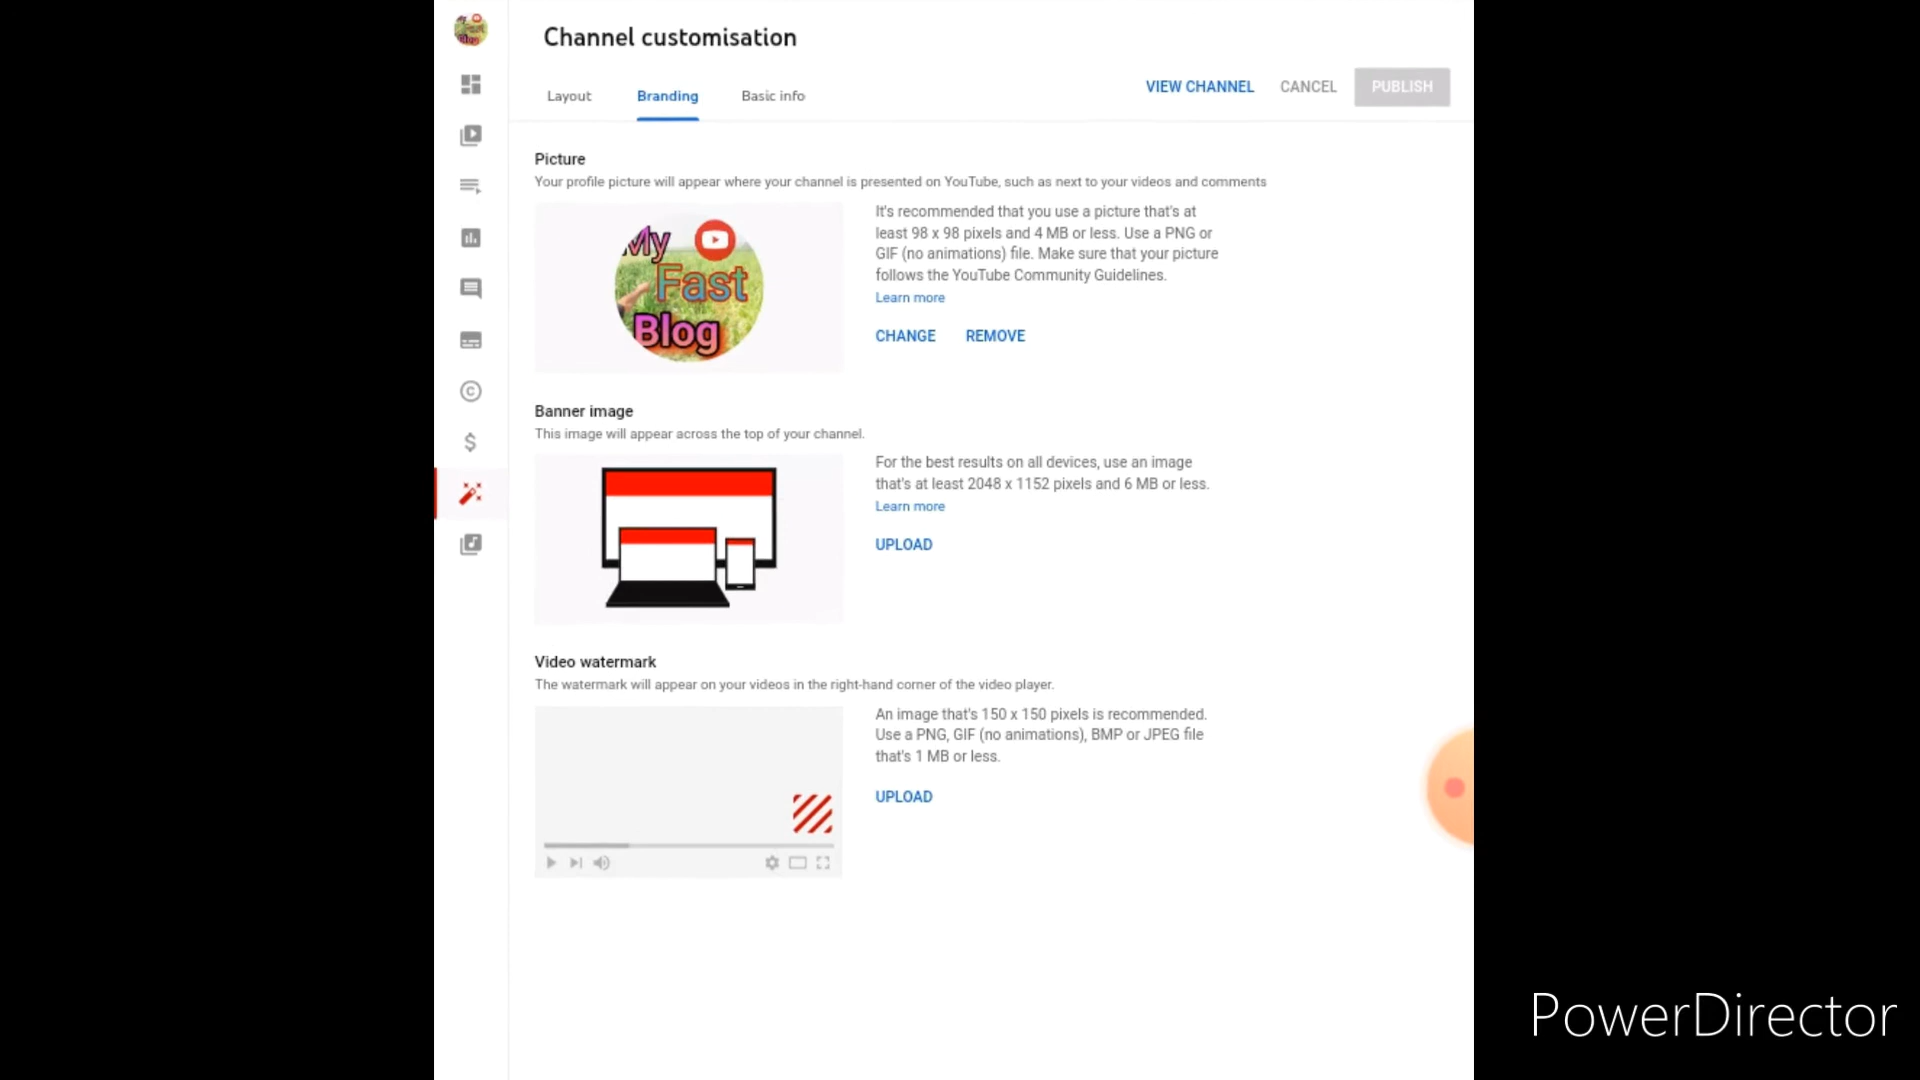 Channel customisation
Layout
Branding
Basic info
VIEW CHANNEL
CANCEL
PUBLISH
Picture
Your profile picture will appear where your channel is presented on YouTube, such as next to your videos and comments
My
Fast
Blog
It's recommended that you use a picture that's at
least 98 x 98 pixels and 4 MB or less. Use a PNG or
GIF (no animations) file. Make sure that your picture
follows the YouTube Community Guidelines.
Learn more
CHANGE
REMOVE
Banner image
This image will appear across the top of your channel.
For the best results on all devices, use an image
that's at least 2048 x 1152 pixels and 6 MB or less.
Learn more
UPLOAD
Video watermark
The watermark will appear on your videos in the right-hand corner of the video player.
An image that's 150 x 150 pixels is recommended.
Use a PNG, GIF (no animations), BMP or JPEG file
that's 1 MB or less.
UPLOAD
PowerDirector